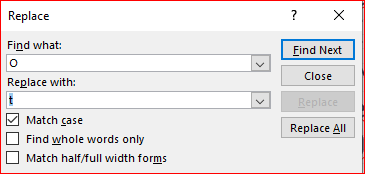 Replace
Find what:
Find Next
O
Close
Replace with:
t
Replace
Match case
Find whole words only
Replace All
Match half/full width forms